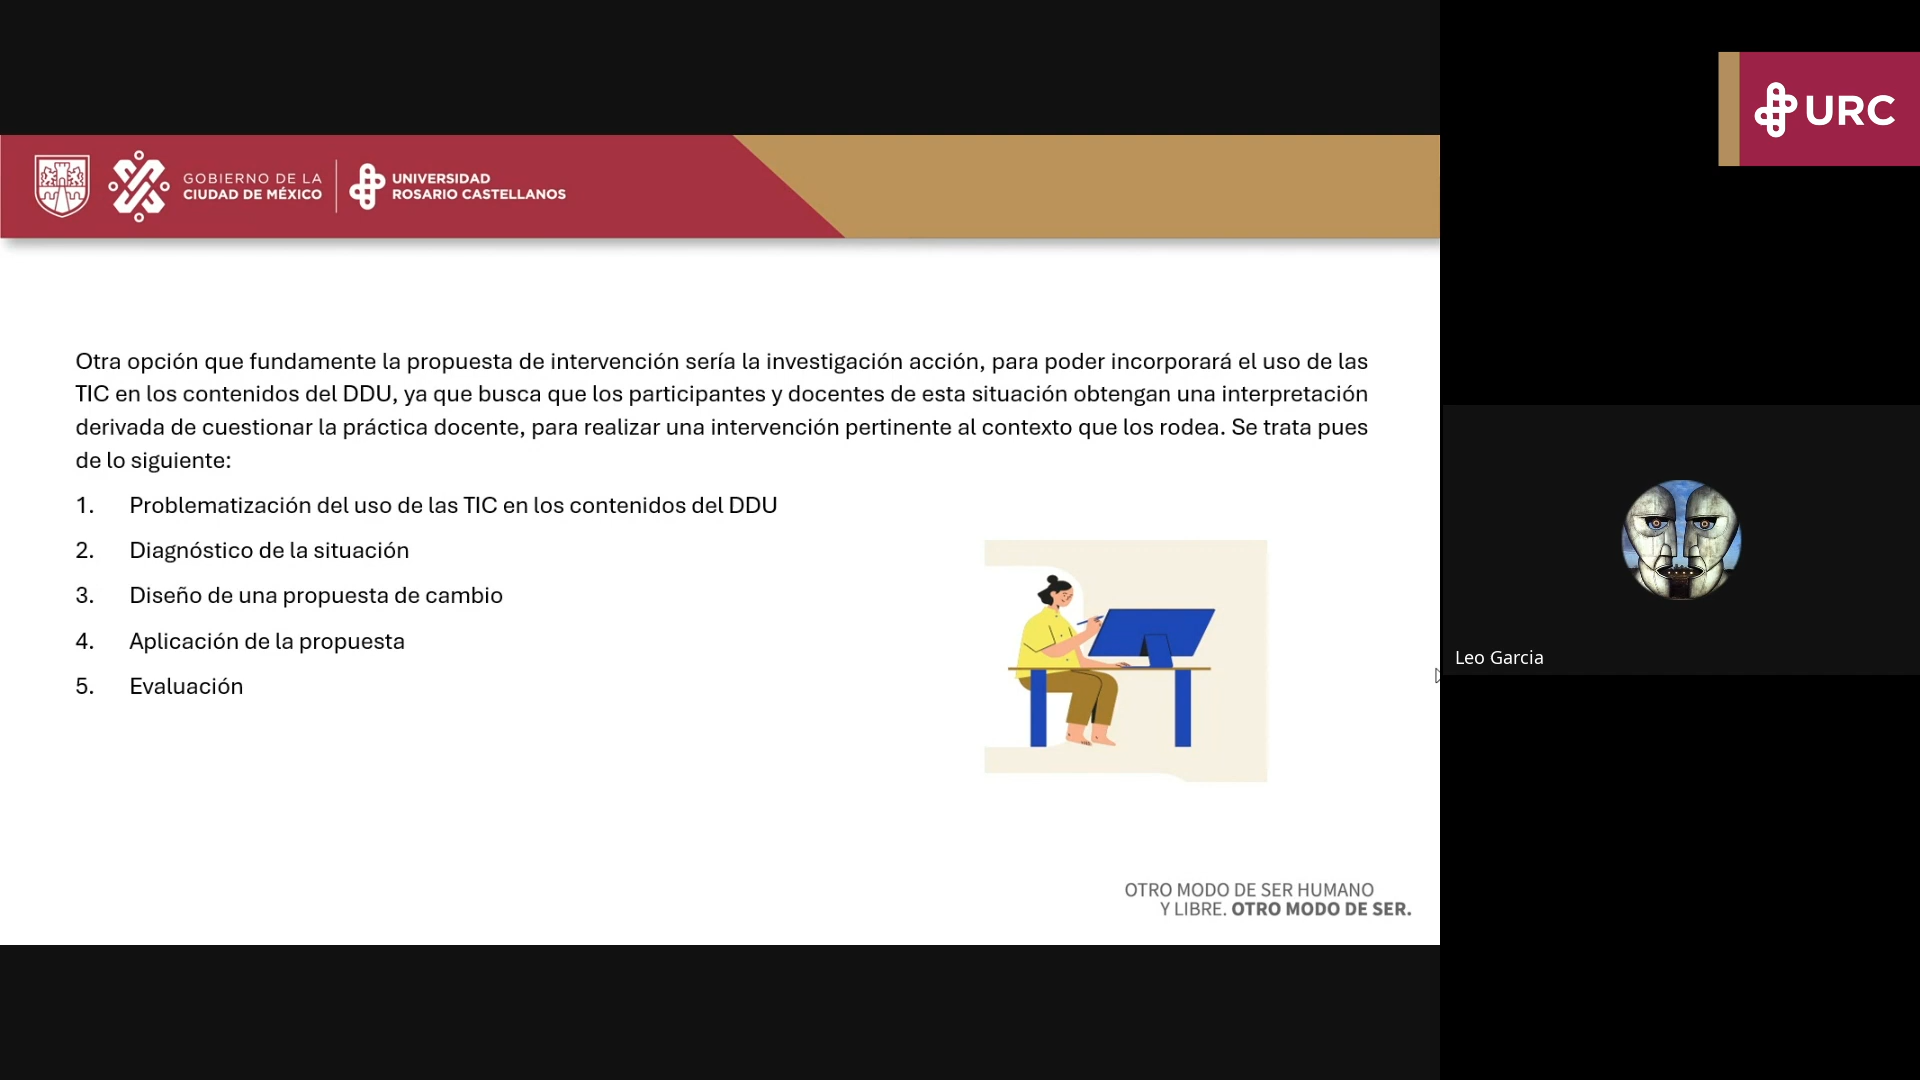 GOBIERNO DE LA
CIUDAD DE MÉXICO
UNIVERSIDAD
ROSARIO CASTELLANOS
URC
Otra opción que fundamente la propuesta de intervención sería la investigación acción, para poder incorporará el uso de las
TIC en los contenidos del DDU, ya que busca que los participantes y docentes de esta situación obtengan una interpretación
derivada de cuestionar la práctica docente, para realizar una intervención pertinente al contexto que los rodea. Se trata pues
de lo siguiente:
1. Problematización del uso de las TIC en los contenidos del DDU
2. Diagnóstico de la situación
3. Diseño de una propuesta de cambio
4. Aplicación de la propuesta
5. Evaluación
Leo Garcia
OTRO MODO DE SER HUMANO
Y LIBRE. OTRO MODO DE SER.